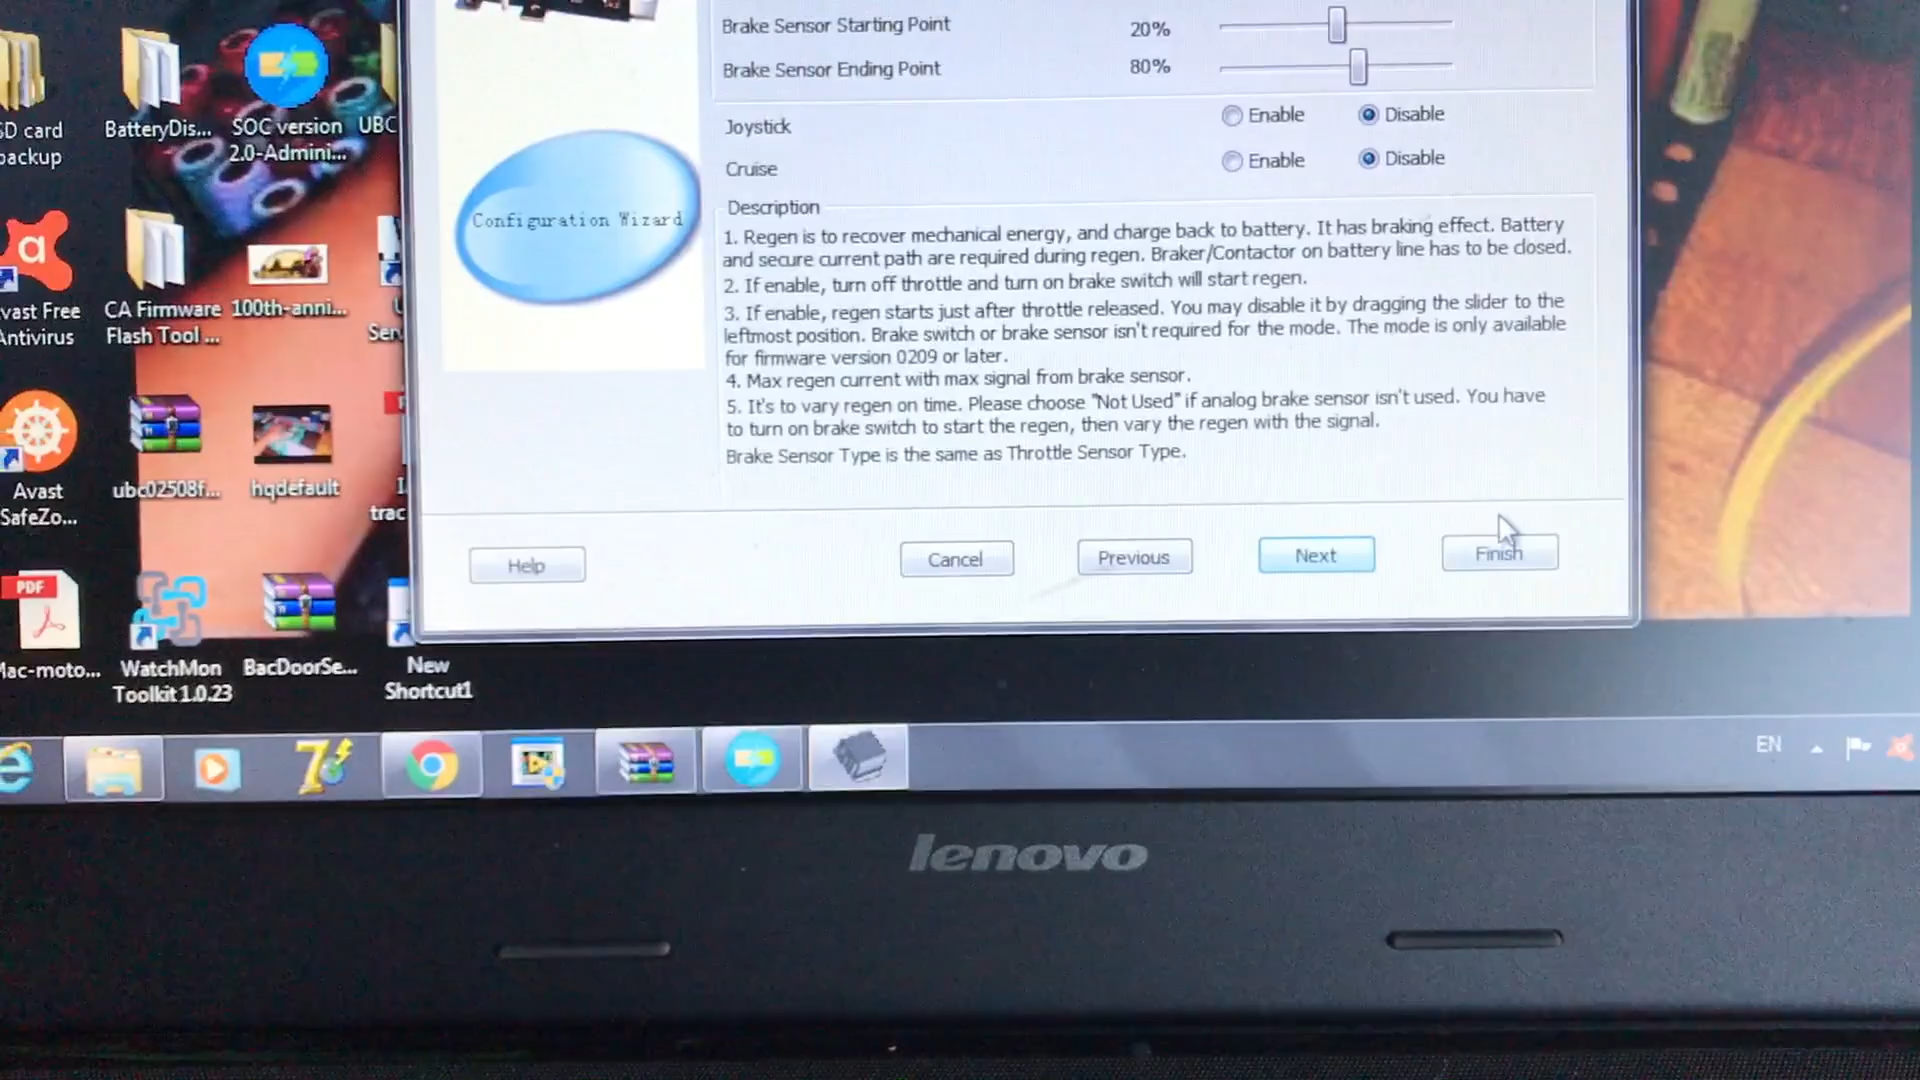 Brake Sensor Starting Point 20%
Brake Sensor Ending Point 80%
Joystick Enable Disable
Cruise Enable Disable
Configuration Wizard
Description
1. Regen is to recover mechanical energy, and charge back to battery. It has braking effect. Battery
and secure current path are required during regen. Braker/Contactor on battery line has to be closed.
2. If enable, turn off throttle and turn on brake switch will start regen.
3. If enable, regen starts just after throttle released. You may disable it by dragging the slider to the
leftmost position. Brake switch or brake sensor isn't required for the mode. The mode is only available
for firmware version 0209 or later.
4. Max regen current with max signal from brake sensor.
5. It's to vary regen on time. Please choose "Not Used" if analog brake sensor isn't used. You have
to turn on brake switch to start the regen, then vary the regen with the signal.
Brake Sensor Type is the same as Throttle Sensor Type.
Help Cancel Previous Next Finish
SD card
backup
BatteryDis...
SOC version
2.0-Admini...
UBC
Avast Free
Antivirus
CA Firmware
Flash Tool ...
100th-anni...
Ser
Avast
SafeZo...
ubc02508f...
hqdefault
trac
PDF
Mac-moto...
WatchMon
Toolkit 1.0.23
BacDoorSe...
New
Shortcut1
EN
lenovo